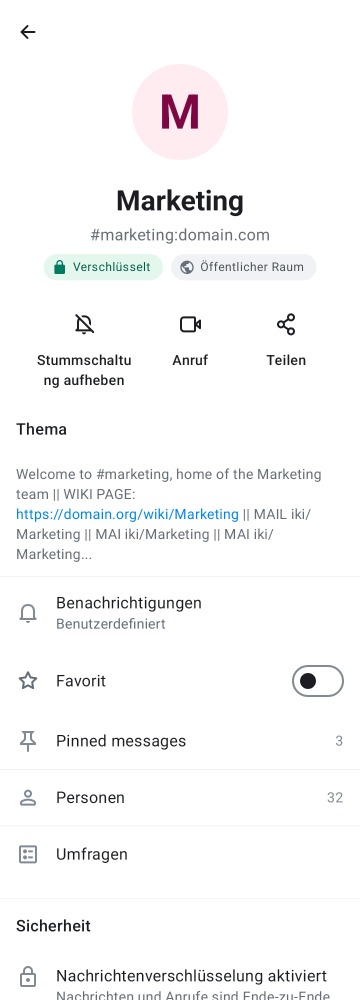 M
Marketing
#marketing:domain.com
Verschlüsselt
Öffentlicher Raum
Stummschaltu
ng aufheben
Anruf
Teilen
Thema
Welcome to #marketing, home of the Marketing
team || WIKI PAGE:
https://domain.org/wiki/Marketing || MAIL iki/
Marketing || MAI iki/Marketing || MAI iki/
Marketing...
Benachrichtigungen
Benutzerdefiniert
Favorit
Pinned messages 3
Personen 32
Umfragen
Sicherheit
Nachrichtenverschlüsselung aktiviert
Nachrichten und Anrufe sind Ende-zu-Ende